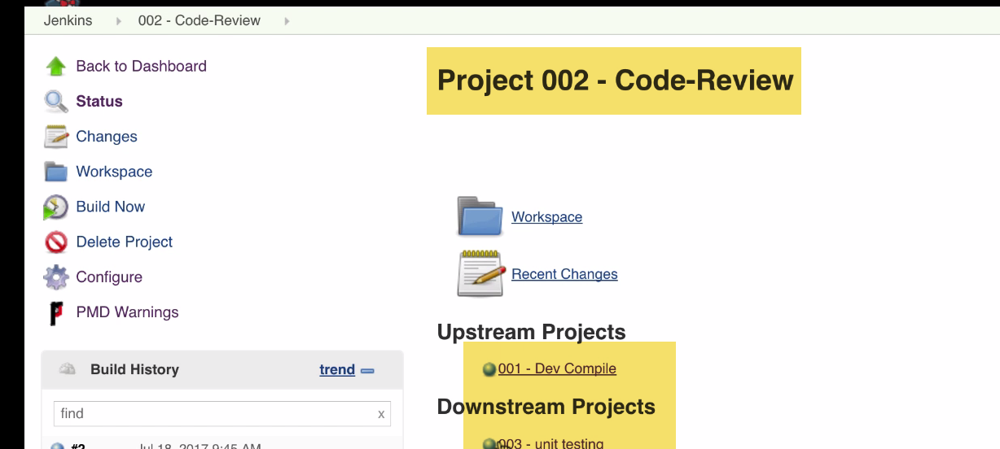 Jenkins 002 - Code-Review
Back to Dashboard
Status
Changes
Workspace
Build Now
Delete Project
Configure
PMD Warnings
Build History trend
find x
#2 Jul 18, 2017 9:45 AM
Project 002 - Code-Review
Workspace
Recent Changes
Upstream Projects
001 - Dev Compile
Downstream Projects
003 - unit testing